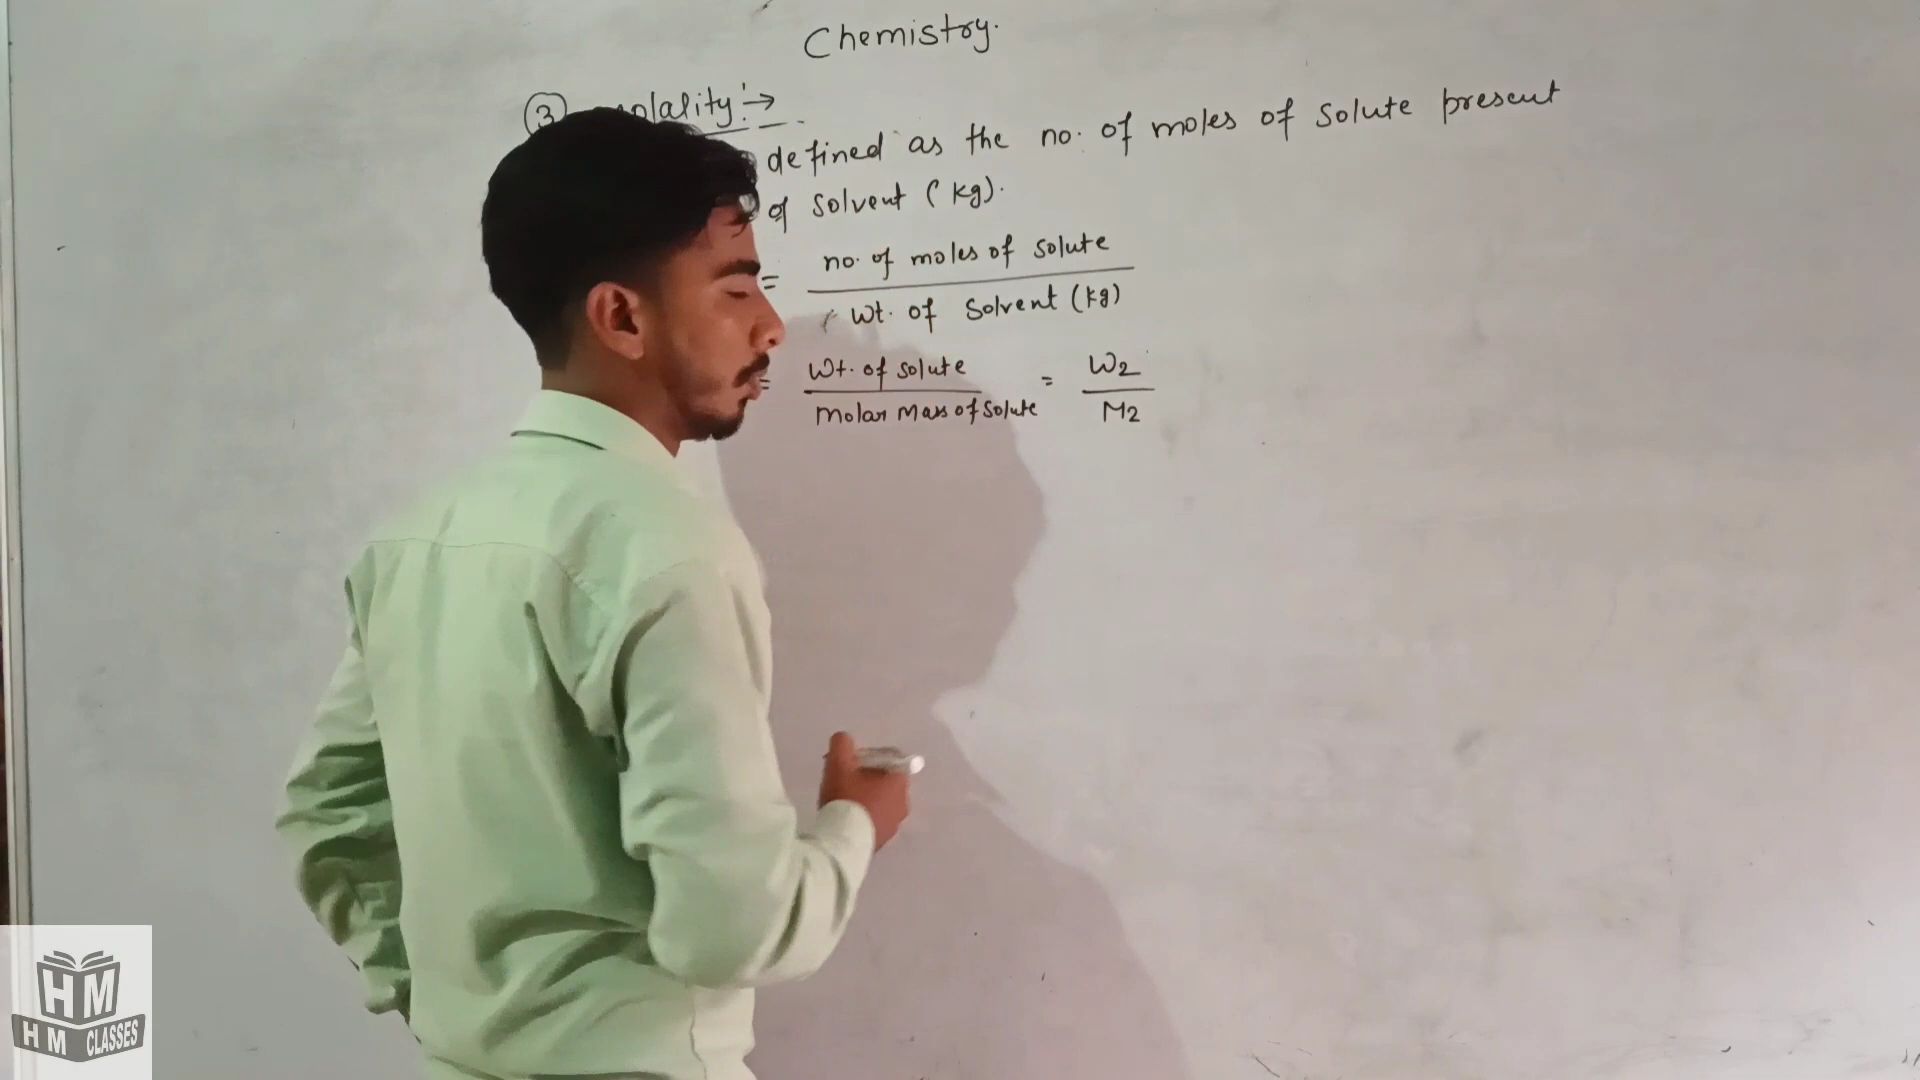 Chemistry.
③ molality:→
defined as the no. of moles of solute present
of solvent (kg).
= no. of moles of solute
wt. of solvent (kg)
= wt. of solute = W2
molar mass of solute M2
HM
HM CLASSES